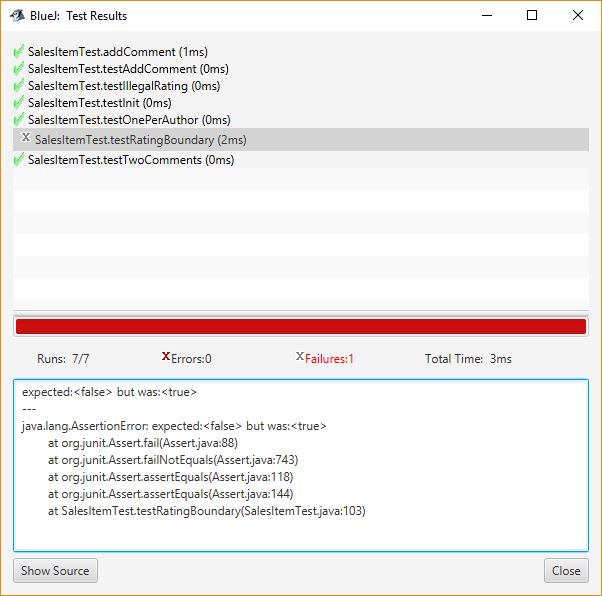 BlueJ: Test Results
SalesItemTest.addComment (1ms)
SalesItemTest.testAddComment (0ms)
SalesItemTest.testIllegalRating (0ms)
SalesItemTest.testInit (0ms)
SalesItemTest.testOnePerAuthor (0ms)
X SalesItemTest.testRatingBoundary (2ms)
SalesItemTest.testTwoComments (0ms)
Runs: 7/7 XErrors:0 XFailures:1 Total Time: 3ms
expected:<false> but was:<true>
---
java.lang.AssertionError: expected:<false> but was:<true>
at org.junit.Assert.fail(Assert.java:88)
at org.junit.Assert.failNotEquals(Assert.java:743)
at org.junit.Assert.assertEquals(Assert.java:118)
at org.junit.Assert.assertEquals(Assert.java:144)
at SalesItemTest.testRatingBoundary(SalesItemTest.java:103)
Show Source Close